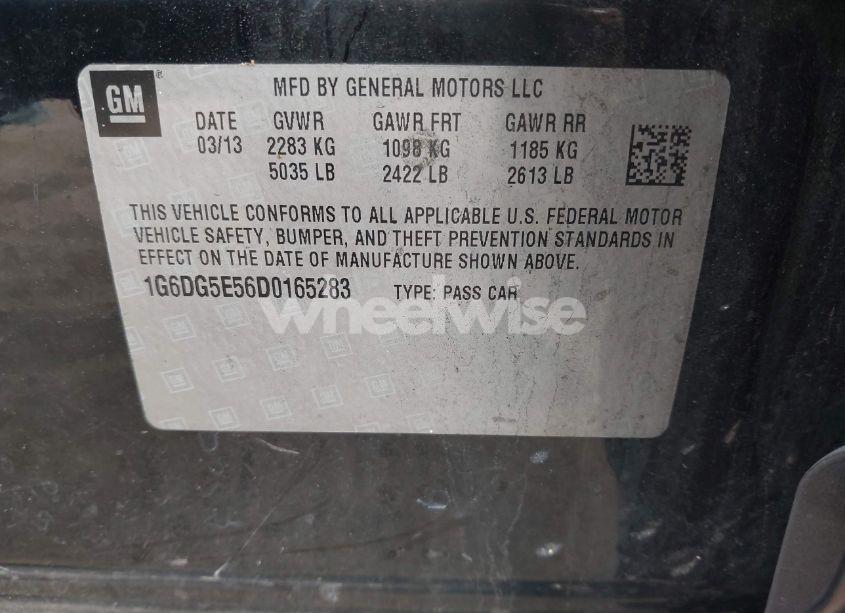 GM
MFD BY GENERAL MOTORS LLC
DATE GVWR GAWR FRT GAWR RR
03/13 2283 KG 1098 KG 1185 KG
5035 LB 2422 LB 2613 LB
THIS VEHICLE CONFORMS TO ALL APPLICABLE U.S. FEDERAL MOTOR
VEHICLE SAFETY, BUMPER, AND THEFT PREVENTION STANDARDS IN
EFFECT ON THE DATE OF MANUFACTURE SHOWN ABOVE.
1G6DG5E56D0165283 TYPE: PASS CAR
wheelwise